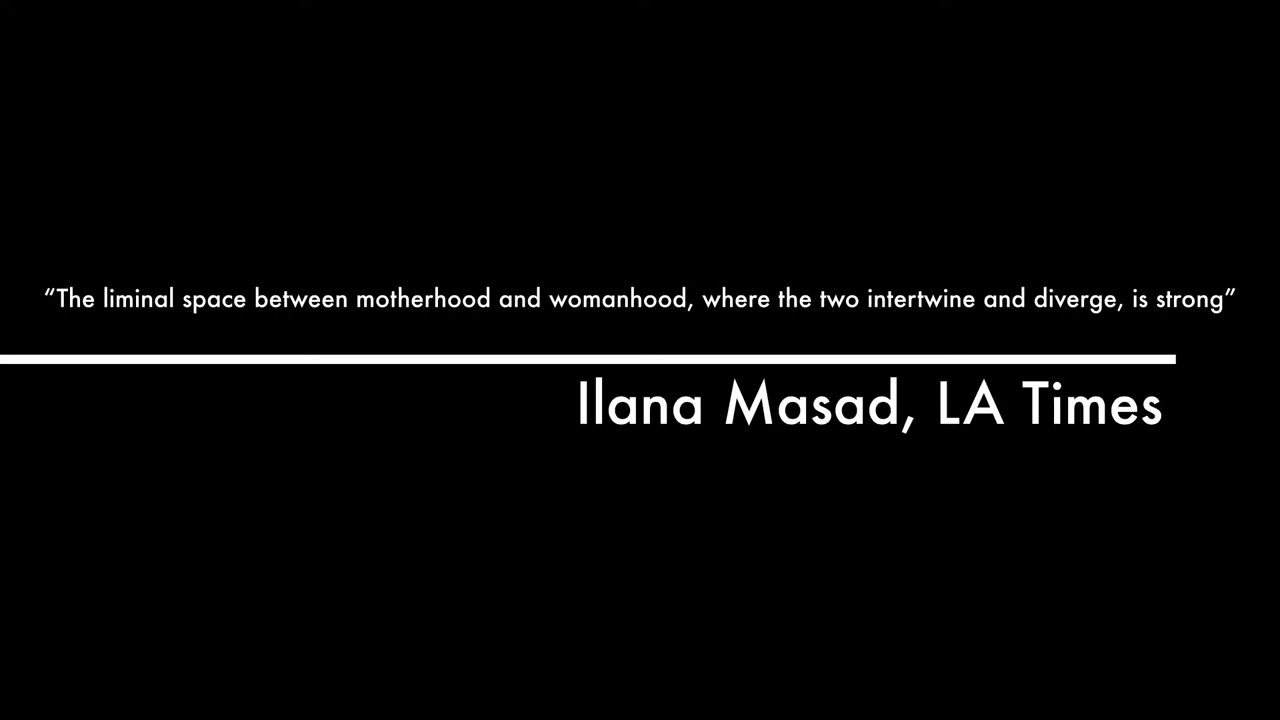 “The liminal space between motherhood and womanhood, where the two intertwine and diverge, is strong”
Ilana Masad, LA Times